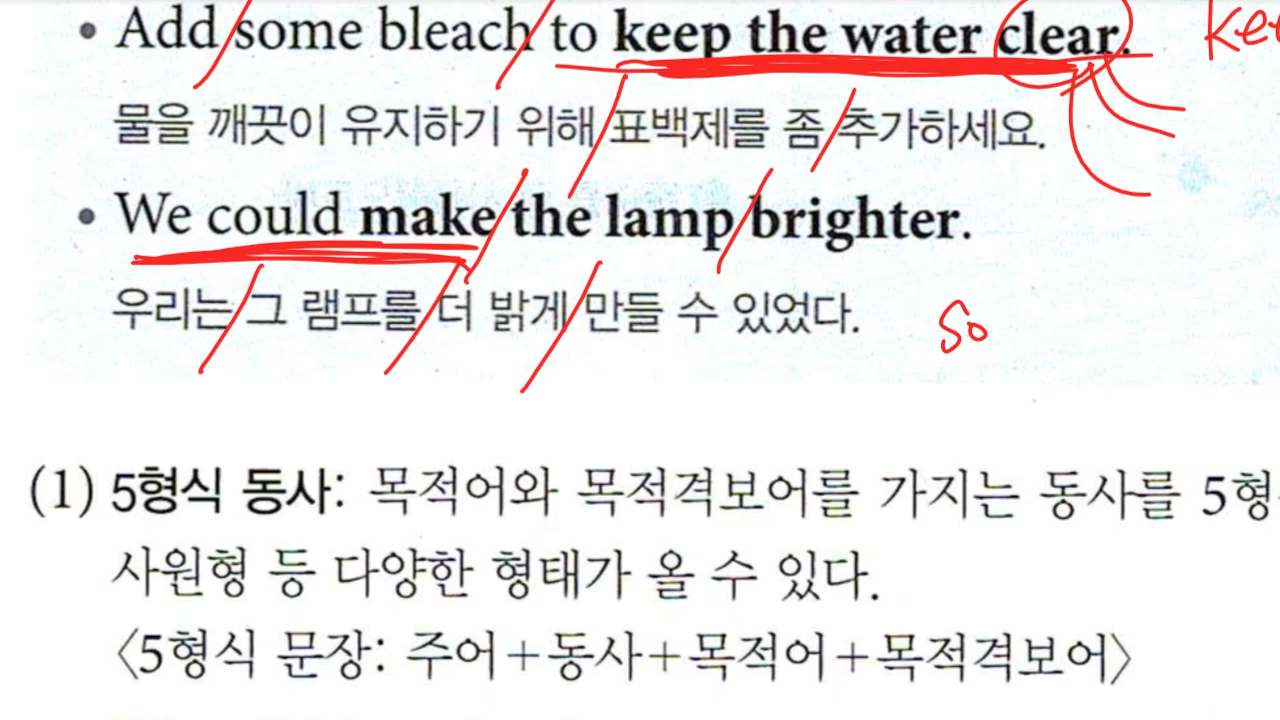 • Add some bleach to keep the water clear.
물을 깨끗이 유지하기 위해 표백제를 좀 추가하세요.
• We could make the lamp brighter.
우리는 그 램프를 더 밝게 만들 수 있었다.
so
(1) 5형식 동사: 목적어와 목적격보어를 가지는 동사를 5형
사원형 등 다양한 형태가 올 수 있다.
〈5형식 문장: 주어+동사+목적어+목적격보어〉